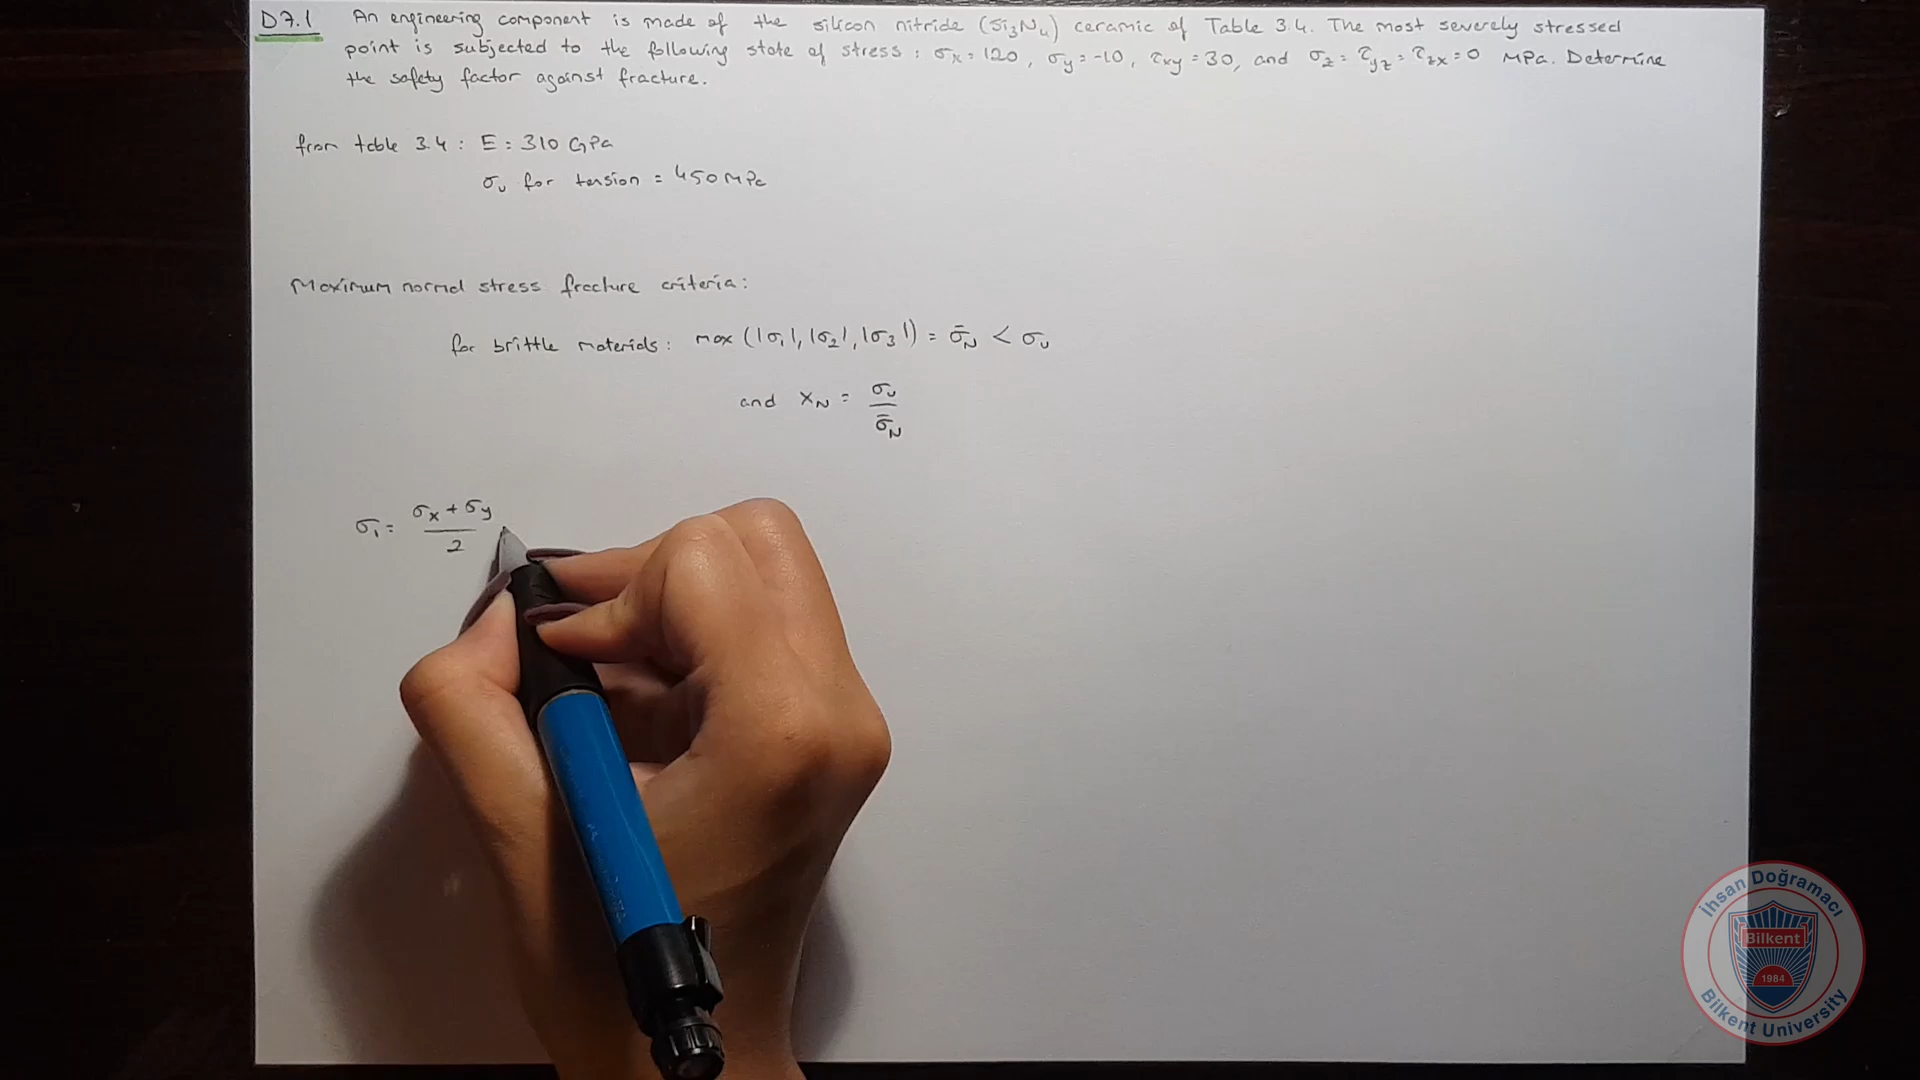 D7.1 An engineering component is made of the silicon nitride (Si3N4) ceramic of Table 3.4. The most severely stressed
point is subjected to the following state of stress: σx = 120, σy = -10, τxy = 30, and σz = τyz = τzx = 0 MPa. Determine
the safety factor against fracture.
from table 3.4: E = 310 GPa
σu for tension = 450 MPa
Maximum normal stress fracture criteria:
for brittle materials: max (|σ1|, |σ2|, |σ3|) = σ̄N < σu
and XN = σu / σ̄N
σ1 = (σx + σy) / 2
İhsan Doğramacı
Bilkent
1984
Bilkent University